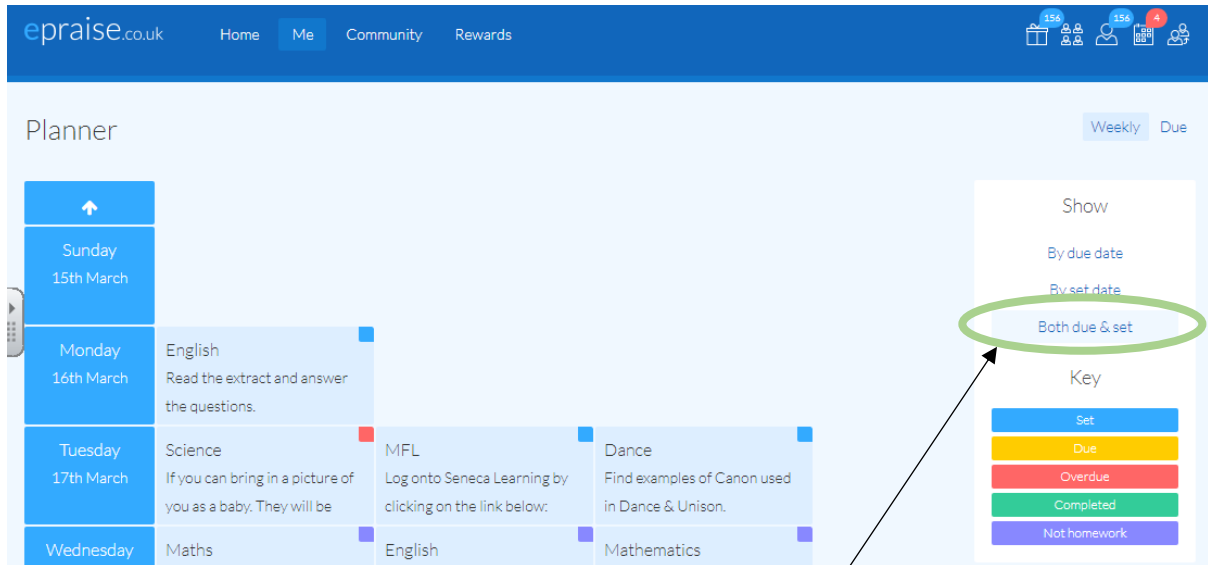 epraise.co.uk Home Me Community Rewards 156 156 4
Planner
Weekly Due
Sunday
15th March
Monday
16th March
English
Read the extract and answer
the questions.
Tuesday
17th March
Science
If you can bring in a picture of
you as a baby. They will be
MFL
Log onto Seneca Learning by
clicking on the link below:
Dance
Find examples of Canon used
in Dance & Unison.
Wednesday
Maths
English
Mathematics
Show
By due date
By set date
Both due & set
Key
Set
Due
Overdue
Completed
Not homework